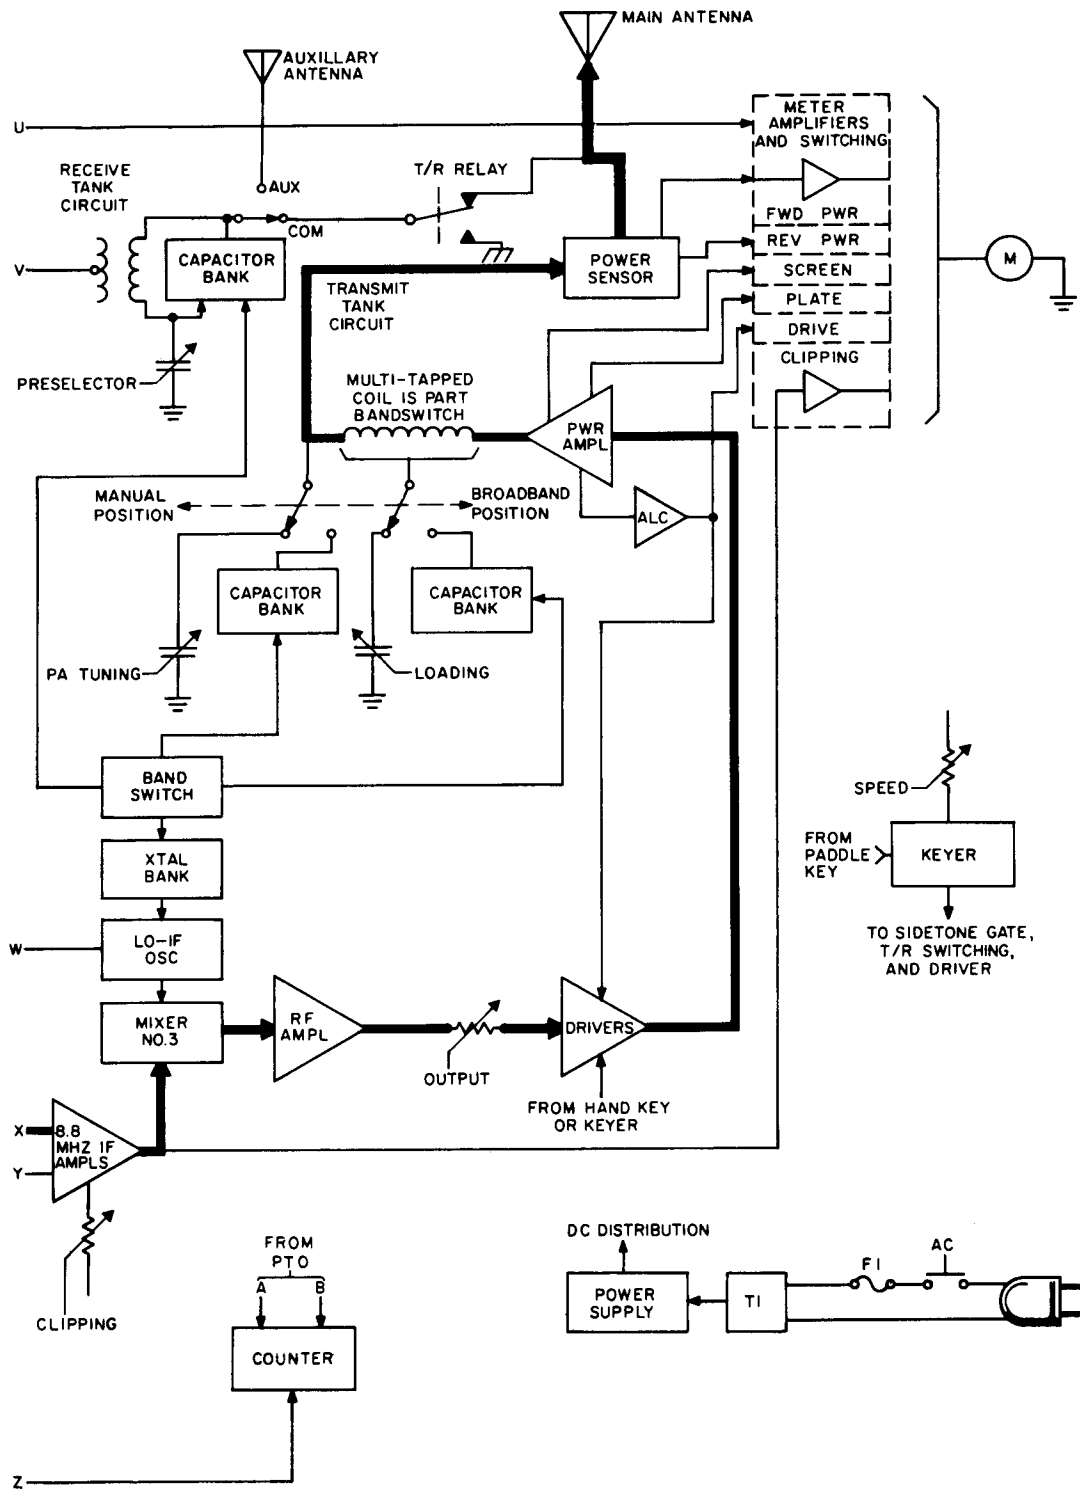 MAIN ANTENNA
AUXILLARY
ANTENNA
METER
AMPLIFIERS
AND SWITCHING
U
RECEIVE
TANK
CIRCUIT
T/R RELAY
AUX
COM
FWD PWR
V
CAPACITOR
BANK
POWER
SENSOR
REV PWR
M
SCREEN
TRANSMIT
TANK
CIRCUIT
PLATE
DRIVE
CLIPPING
PRESELECTOR
MULTI-TAPPED
COIL IS PART
BANDSWITCH
PWR
AMPL
MANUAL
POSITION
BROADBAND
POSITION
ALC
CAPACITOR
BANK
CAPACITOR
BANK
PA TUNING
LOADING
BAND
SWITCH
SPEED
XTAL
BANK
FROM
PADDLE
KEY
KEYER
TO SIDETONE GATE,
T/R SWITCHING,
AND DRIVER
W
LO-IF
OSC
MIXER
NO.3
RF
AMPL
DRIVERS
OUTPUT
FROM HAND KEY
OR KEYER
X
8.8
MHZ IF
AMPLS
Y
CLIPPING
FROM
PTO
A B
COUNTER
DC DISTRIBUTION
POWER
SUPPLY
T1
F1
AC
Z